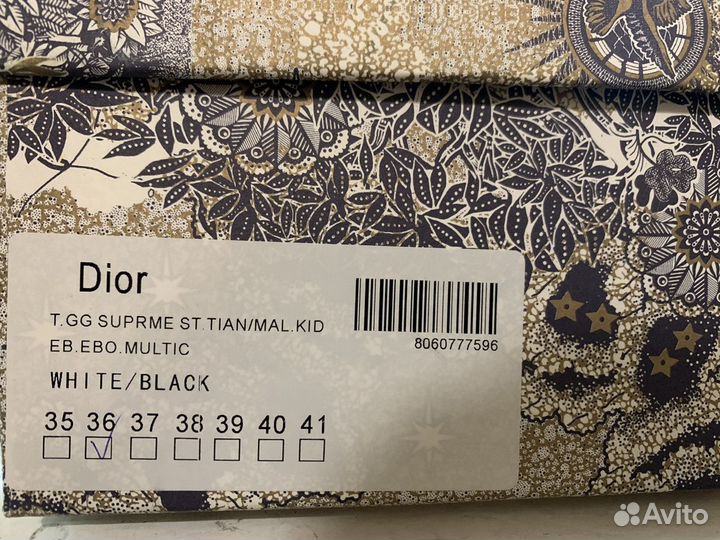 Dior
T.GG SUPRME ST.TIAN/MAL.KID
EB.EBO.MULTIC
8060777596
WHITE/BLACK
35 36 37 38 39 40 41
Avito